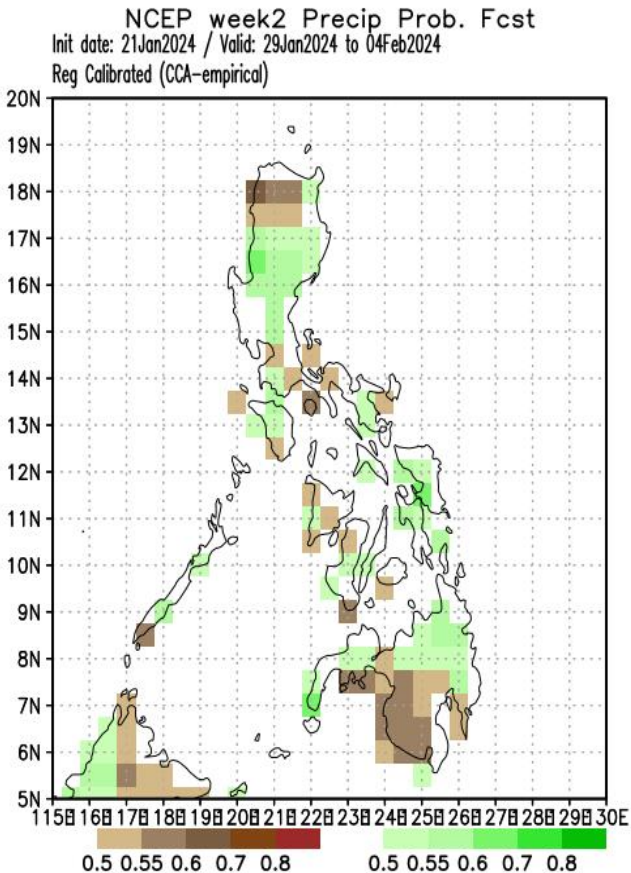 NCEP week2 Precip Prob. Fcst
Init date: 21Jan2024 / Valid: 29Jan2024 to 04Feb2024
Reg Calibrated (CCA-empirical)
20N
19N
18N
17N
16N
15N
14N
13N
12N
11N
10N
9N
8N
7N
6N
5N
115E 116E 117E 118E 119E 120E 121E 122E 123E 124E 125E 126E 127E 128E 129E 130E
0.5 0.55 0.6 0.7 0.8 0.5 0.55 0.6 0.7 0.8